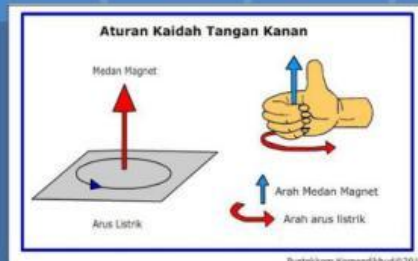 Aturan Kaidah Tangan Kanan
Medan Magnet
Arus Listrik
Arah Medan Magnet
Arah arus listrik